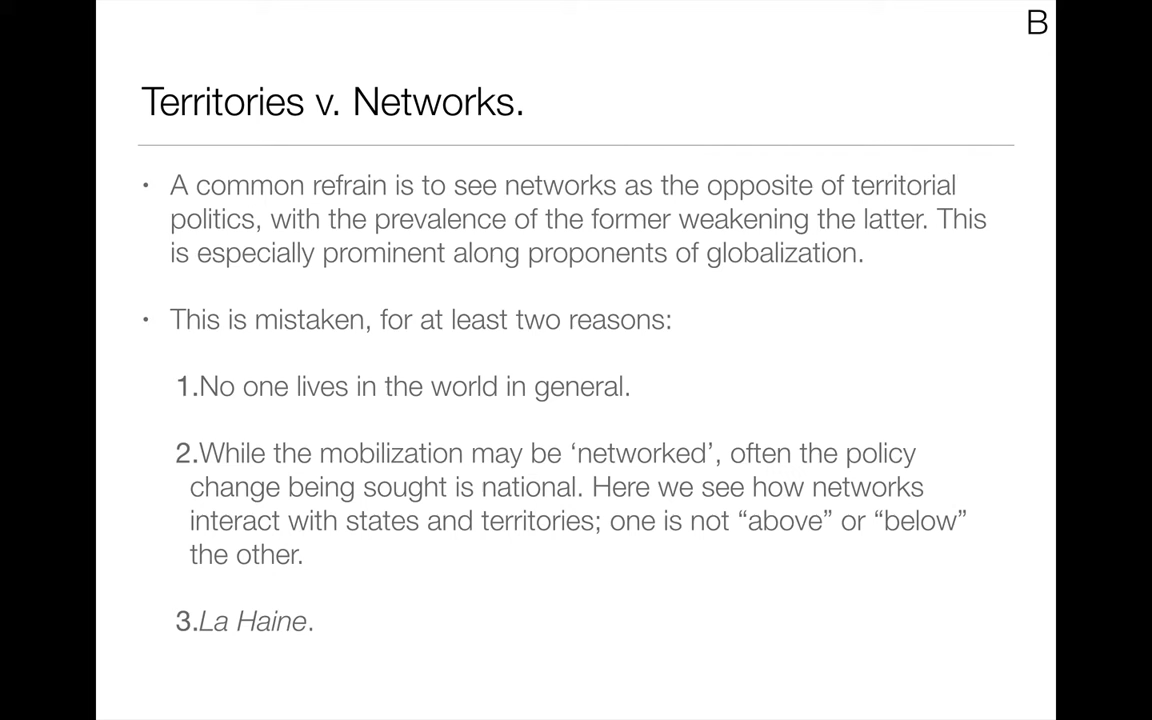 B
Territories v. Networks.
• A common refrain is to see networks as the opposite of territorial
politics, with the prevalence of the former weakening the latter. This
is especially prominent along proponents of globalization.
• This is mistaken, for at least two reasons:
1.No one lives in the world in general.
2.While the mobilization may be ‘networked’, often the policy
change being sought is national. Here we see how networks
interact with states and territories; one is not “above” or “below”
the other.
3.La Haine.